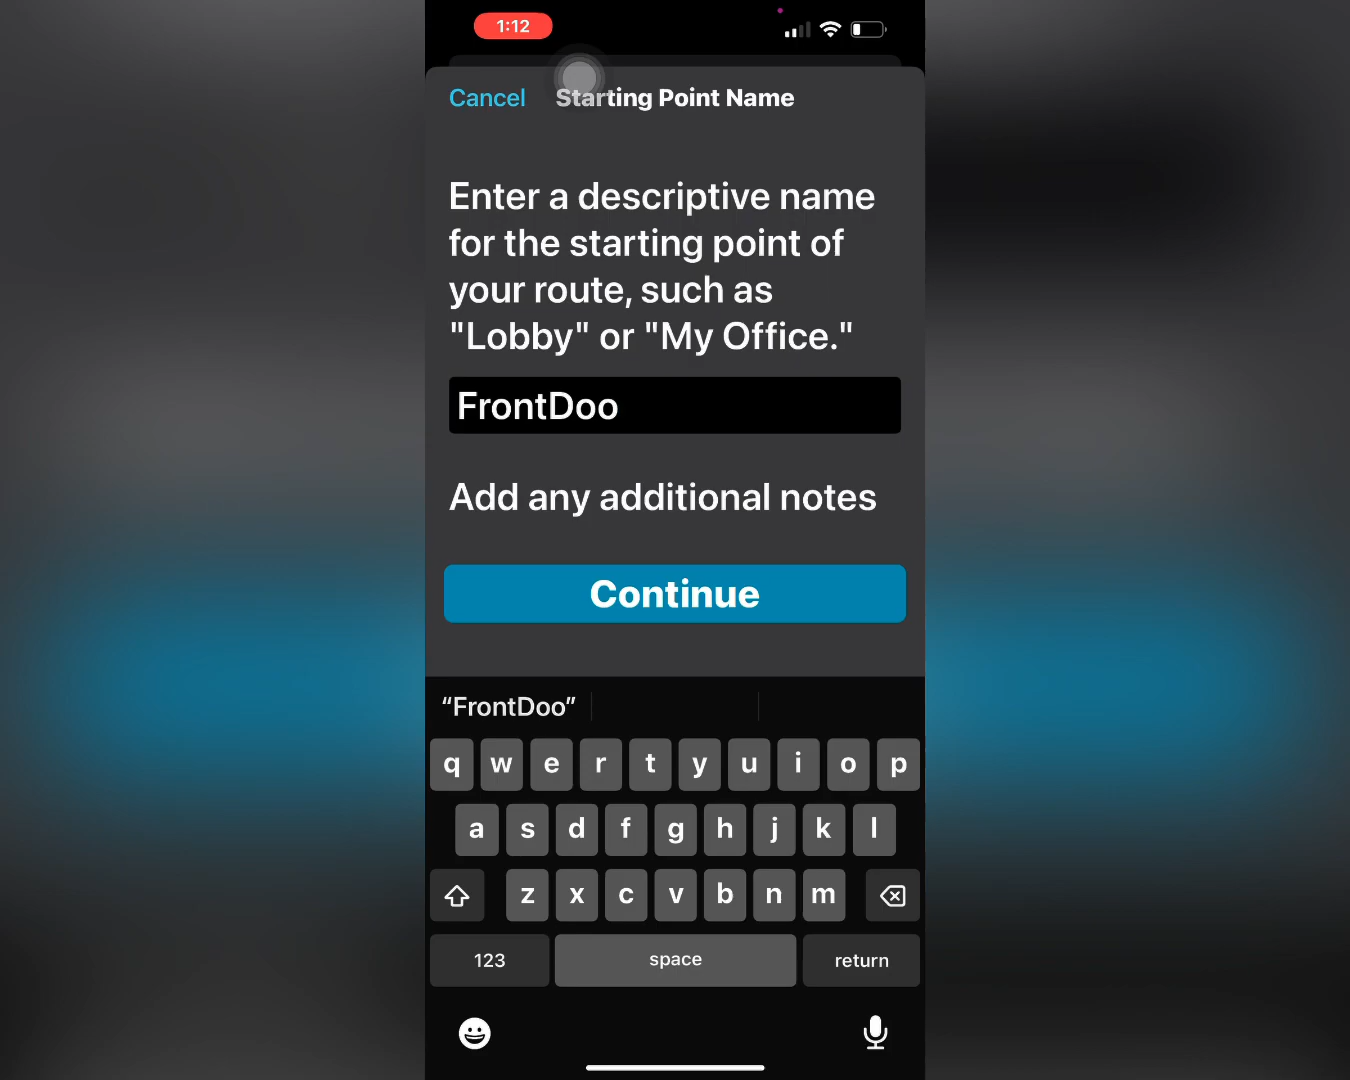 1:12
Cancel Starting Point Name
Enter a descriptive name
for the starting point of
your route, such as
"Lobby" or "My Office."
FrontDoo
Add any additional notes
Continue
“FrontDoo”
q w e r t y u i o p
a s d f g h j k l
z x c v b n m
123 space return